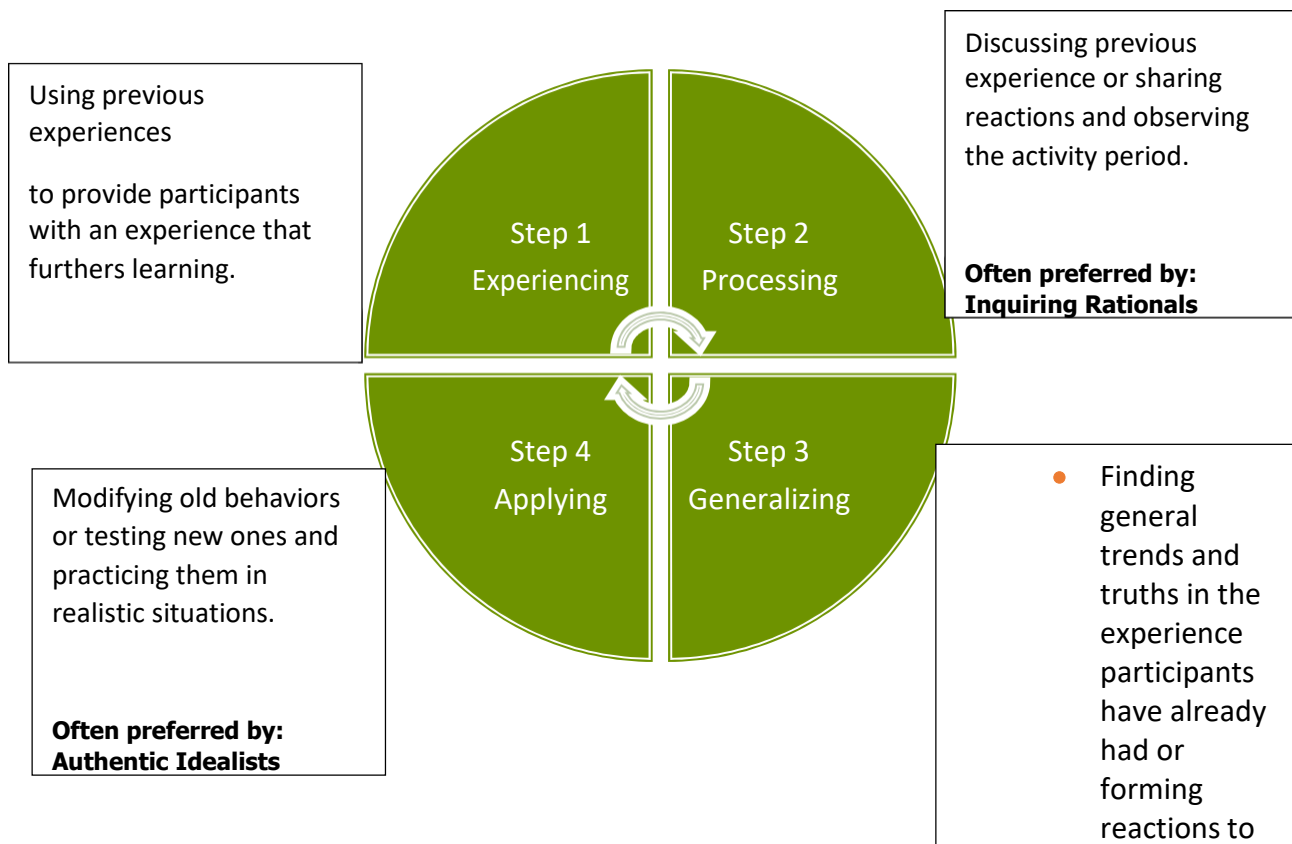 Using previous
experiences
to provide participants
with an experience that
furthers learning.
Discussing previous
experience or sharing
reactions and observing
the activity period.
Often preferred by:
Inquiring Rationals
Step 1
Experiencing
Step 2
Processing
Step 4
Applying
Step 3
Generalizing
Modifying old behaviors
or testing new ones and
practicing them in
realistic situations.
Often preferred by:
Authentic Idealists
• Finding
general
trends and
truths in the
experience
participants
have already
had or
forming
reactions to